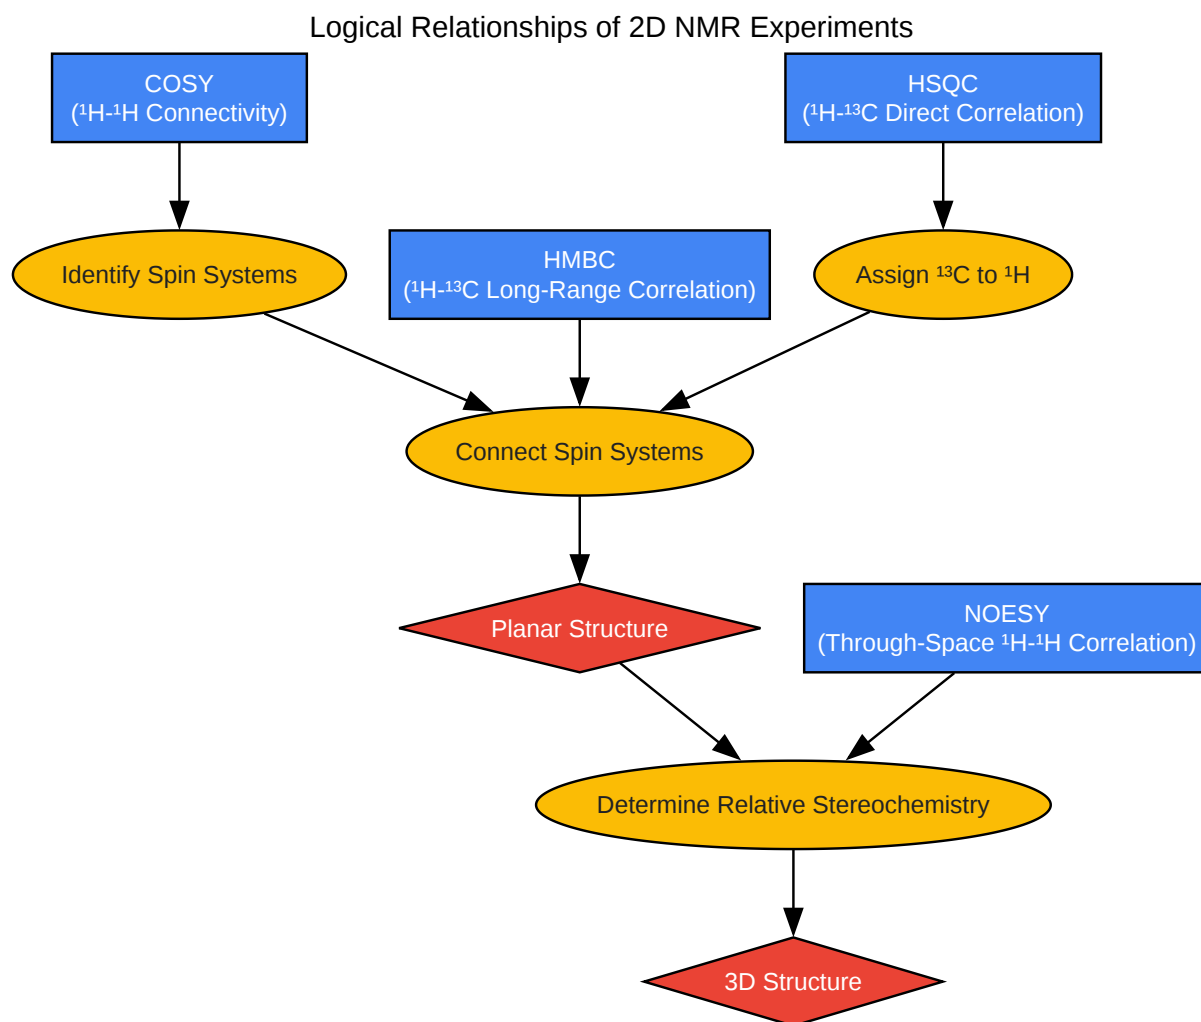 Logical Relationships of 2D NMR Experiments
COSY
(¹H-¹H Connectivity)
HSQC
(¹H-¹³C Direct Correlation)
Identify Spin Systems
HMBC
(¹H-¹³C Long-Range Correlation)
Assign ¹³C to ¹H
Connect Spin Systems
Planar Structure
NOESY
(Through-Space ¹H-¹H Correlation)
Determine Relative Stereochemistry
3D Structure